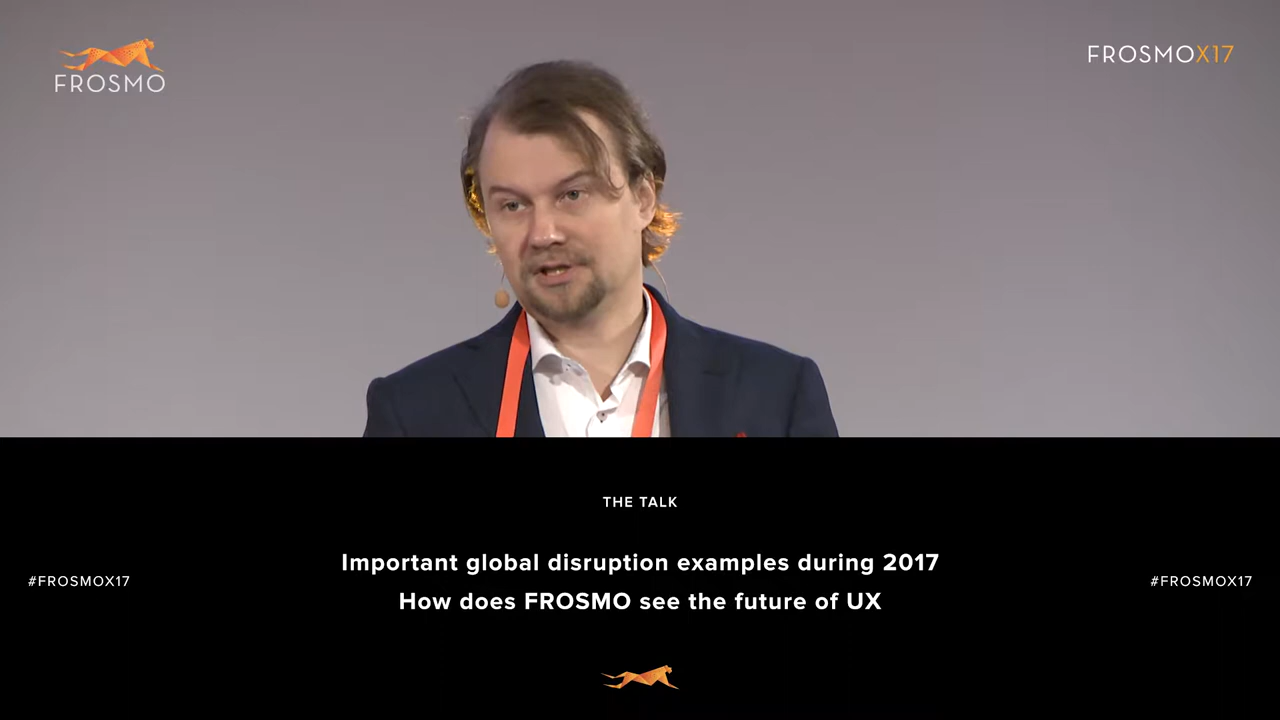 FROSMO
FROSMOX17
THE TALK
Important global disruption examples during 2017
How does FROSMO see the future of UX
#FROSMOX17
#FROSMOX17